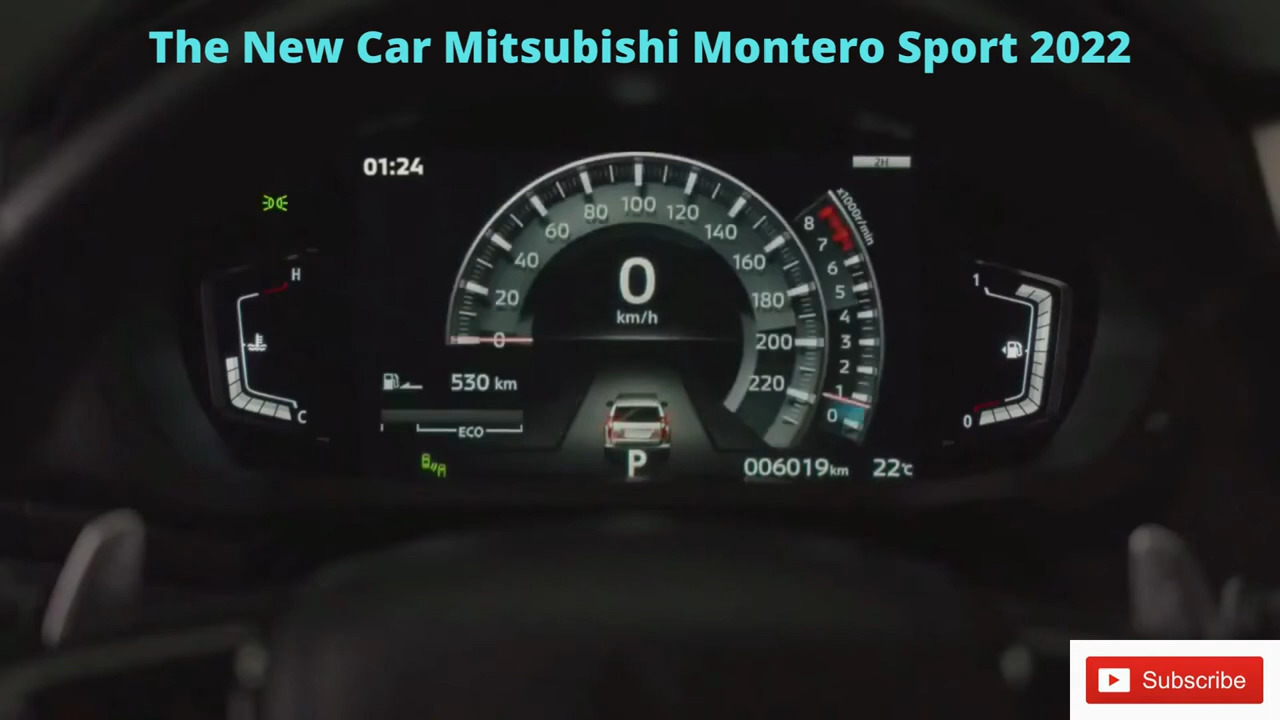 The New Car Mitsubishi Montero Sport 2022
01:24
2H
x1000r/min
80 100 120
60 140
40 160
20 180
0 200
220
0
km/h
8
7
6
5
4
3
2
1
0
H
C
1
0
530 km
ECO
P
006019km 22℃
Subscribe